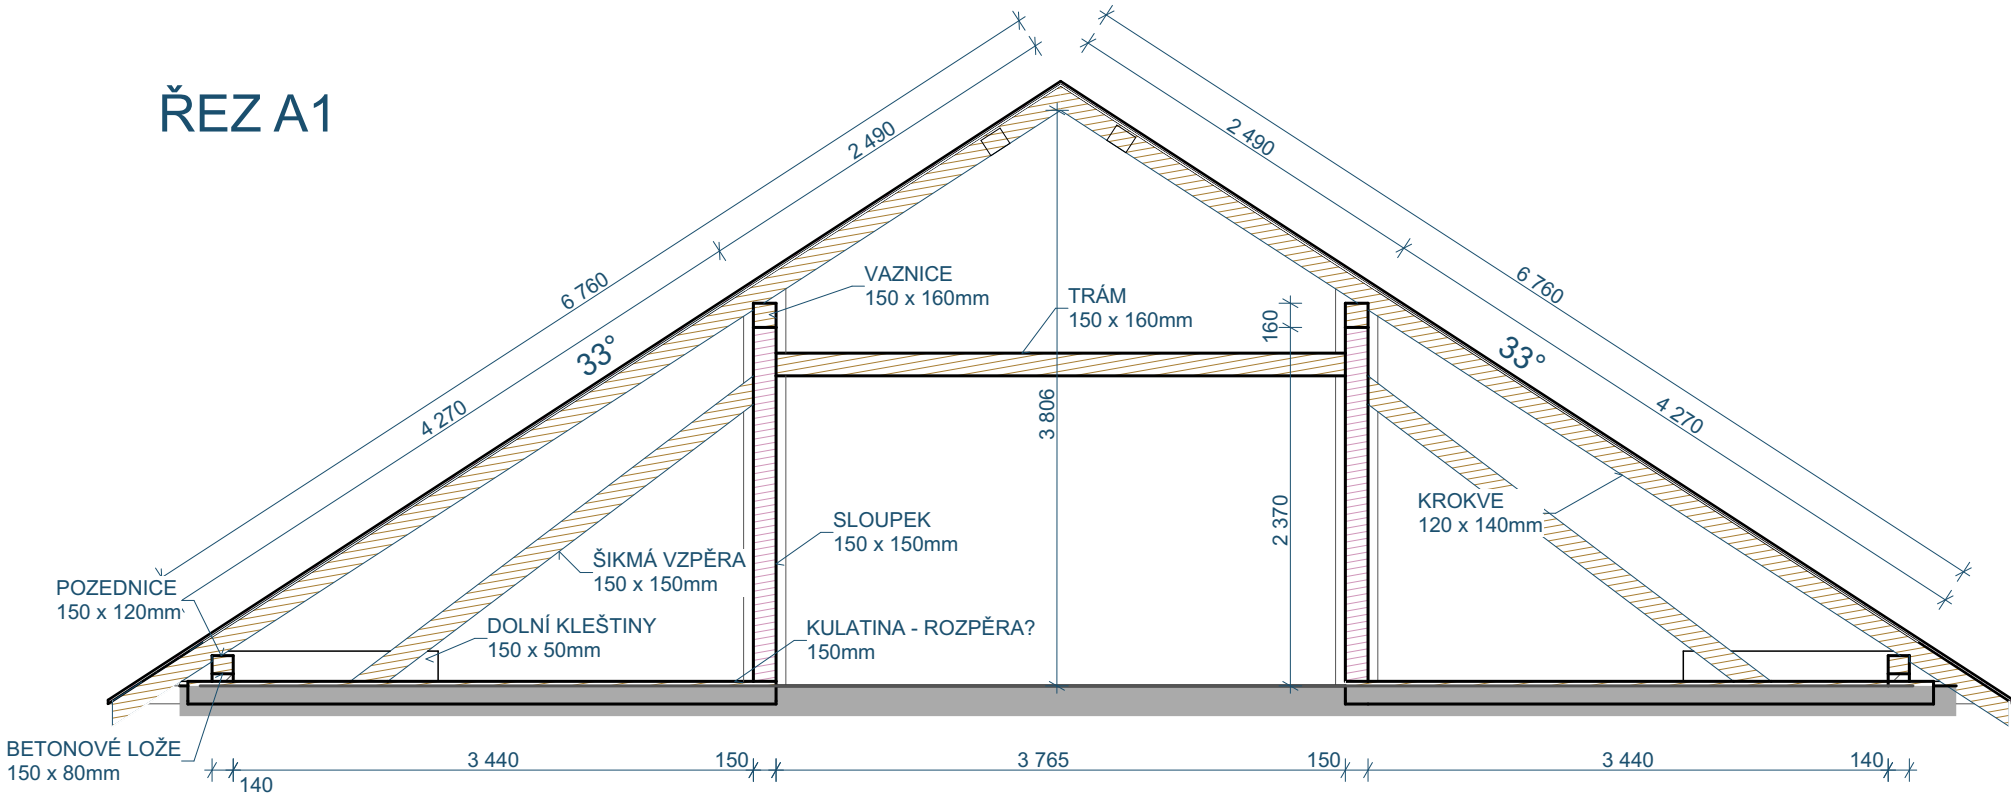 ŘEZ A1
2 490
2 490
6 760
6 760
VAZNICE
150 x 160mm
TRÁM
150 x 160mm
160
33°
33°
4 270
4 270
3 806
2 370
KROKVE
120 x 140mm
SLOUPEK
150 x 150mm
ŠIKMÁ VZPĚRA
150 x 150mm
POZEDNICE
150 x 120mm
DOLNÍ KLEŠTINY
150 x 50mm
KULATINA - ROZPĚRA?
150mm
BETONOVÉ LOŽE
150 x 80mm
140
3 440
150
3 765
150
3 440
140